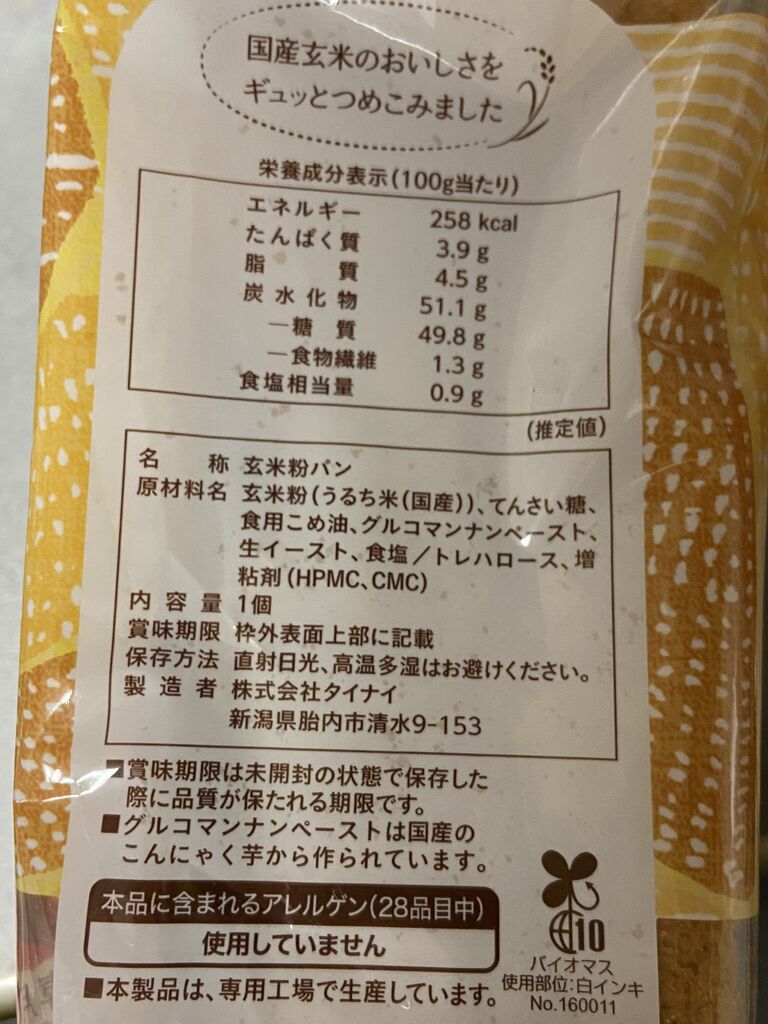 国産玄米のおいしさを
ギュッとつめこみました
栄養成分表示(100g当たり)
エネルギー 258 kcal
たんぱく質 3.9 g
脂質 4.5 g
炭水化物 51.1 g
－糖質 49.8 g
－食物繊維 1.3 g
食塩相当量 0.9 g
(推定値)
名称 玄米粉パン
原材料名 玄米粉(うるち米(国産))、てんさい糖、
食用こめ油、グルコマンナンペースト、
生イースト、食塩／トレハロース、増
粘剤(HPMC、CMC)
内容量 1個
賞味期限 枠外表面上部に記載
保存方法 直射日光、高温多湿はお避けください。
製造者 株式会社タイナイ
新潟県胎内市清水9-153
■賞味期限は未開封の状態で保存した
際に品質が保たれる期限です。
■グルコマンナンペーストは国産の
こんにゃく芋から作られています。
本品に含まれるアレルゲン(28品目中)
使用していません
■本製品は、専用工場で生産しています。
10
バイオマス
使用部位:白インキ
No.160011